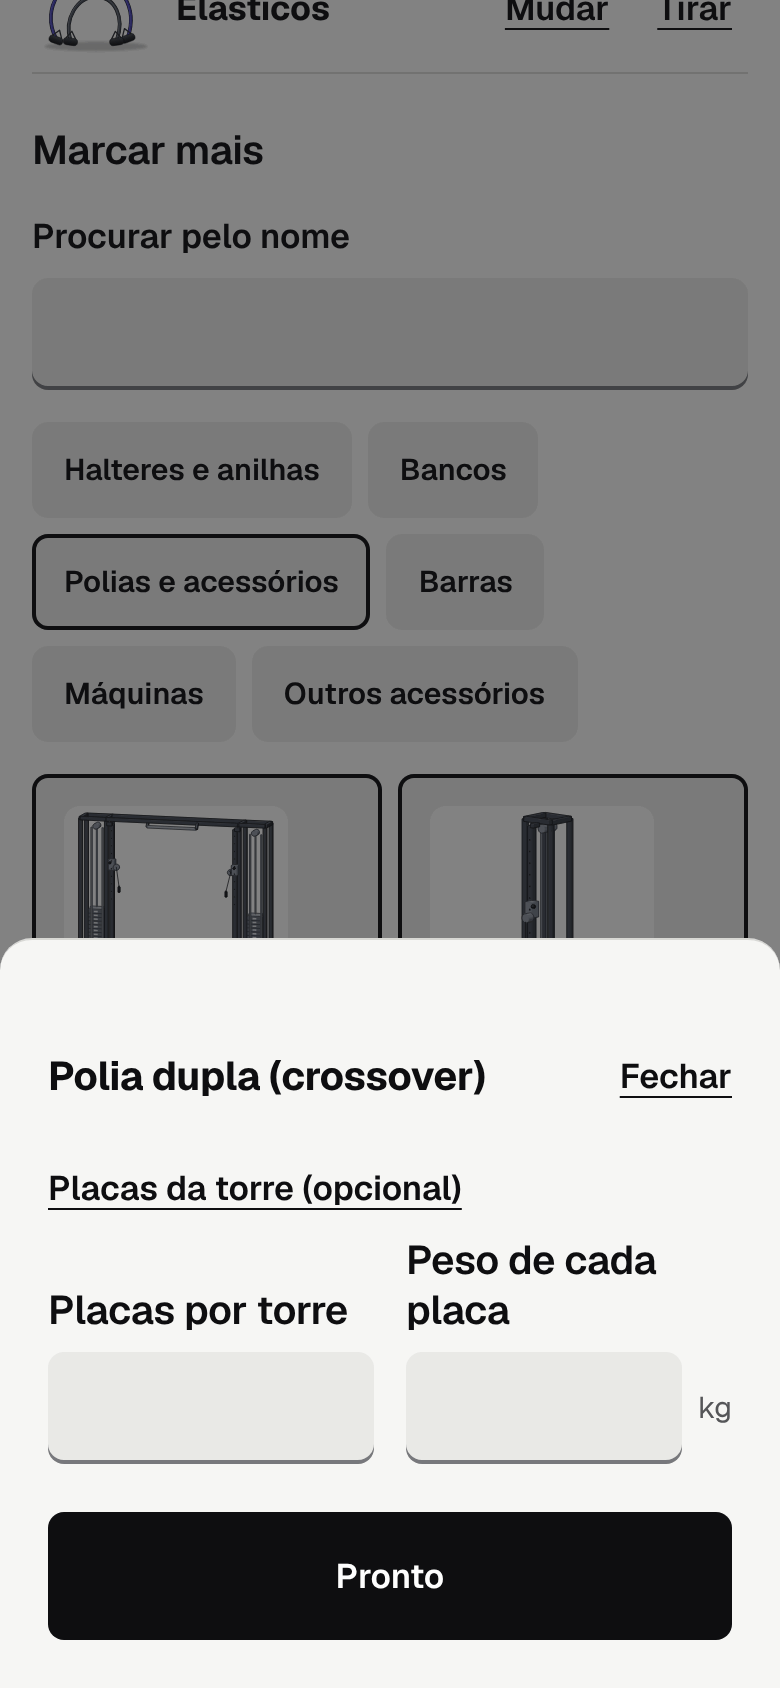 Elásticos Mudar Tirar
Marcar mais
Procurar pelo nome
Halteres e anilhas Bancos
Polias e acessórios Barras
Máquinas Outros acessórios
Polia dupla (crossover) Fechar
Placas da torre (opcional)
Placas por torre
Peso de cada
placa
kg
Pronto